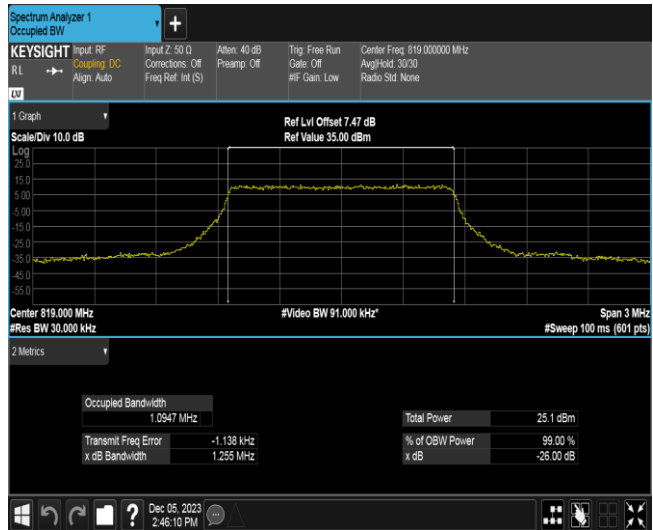 Spectrum Analyzer 1
Occupied BW
+
KEYSIGHT Input: RF Input Z: 50 Ω Atten: 40 dB Trig: Free Run Center Freq: 819.000000 MHz
RL Coupling: DC Corrections: Off Preamp: Off Gate: Off Avg|Hold: 30/30
Align: Auto Freq Ref: Int (S) #IF Gain: Low Radio Std: None
LXI
1 Graph
Ref Lvl Offset 7.47 dB
Scale/Div 10.0 dB Ref Value 35.00 dBm
Log
25.0
15.0
5.00
-5.00
-15.0
-25.0
-35.0
-45.0
-55.0
Center 819.000 MHz #Video BW 91.000 kHz* Span 3 MHz
#Res BW 30.000 kHz #Sweep 100 ms (601 pts)
2 Metrics
Occupied Bandwidth
1.0947 MHz Total Power 25.1 dBm
Transmit Freq Error -1.138 kHz % of OBW Power 99.00 %
x dB Bandwidth 1.255 MHz x dB -26.00 dB
? Dec 05, 2023
2:46:10 PM